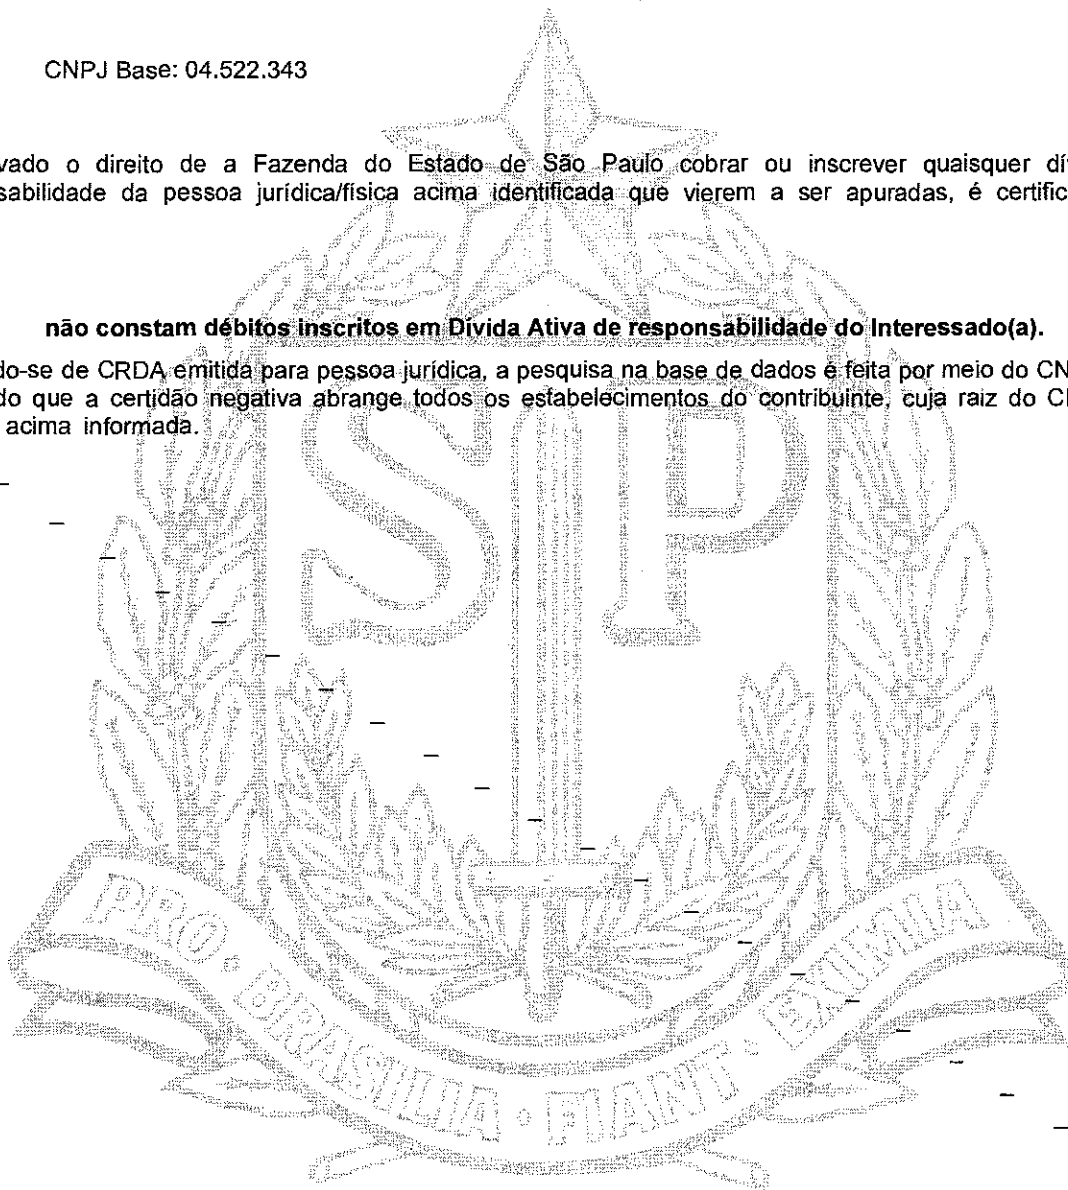 CNPJ Base: 04.522.343
vado o direito de a Fazenda do Estado de São Paulo cobrar ou inscrever quaisquer dí
sabilidade da pessoa jurídica/física acima identificada que vierem a ser apuradas, é certific
não constam débitos inscritos em Dívida Ativa de responsabilidade do Interessado(a).
do-se de CRDA emitida para pessoa jurídica, a pesquisa na base de dados é feita por meio do CN
do que a certidão negativa abrange todos os estabelecimentos do contribuinte, cuja raiz do C
acima informada.
SP
PRO · BRASILIA · FIANT · EXIMIA